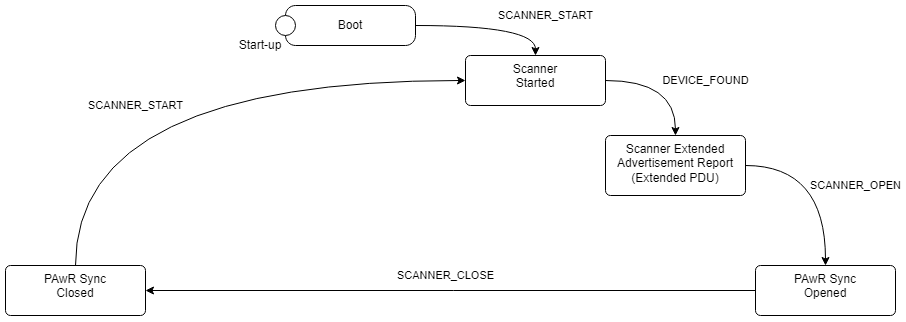 SCANNER_START
Boot
Start-up
Scanner
Started
DEVICE_FOUND
SCANNER_START
Scanner Extended
Advertisement Report
(Extended PDU)
SCANNER_OPEN
SCANNER_CLOSE
PAwR Sync
Closed
PAwR Sync
Opened